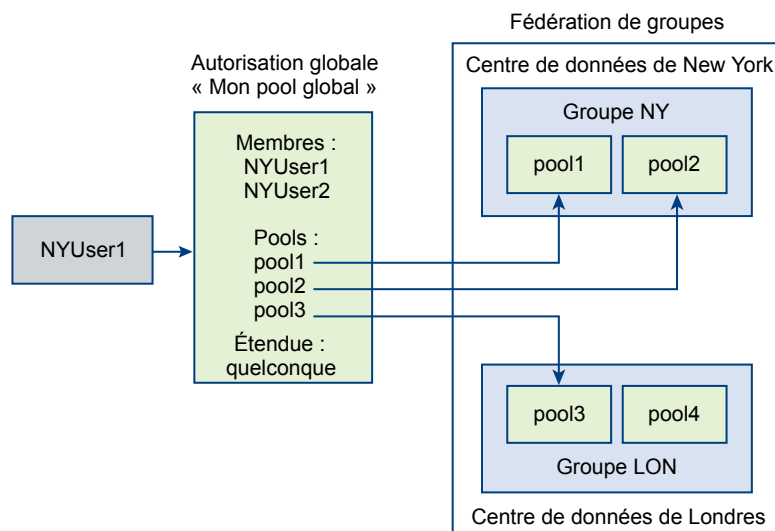 Fédération de groupes
Autorisation globale
« Mon pool global »
Centre de données de New York
Groupe NY
pool1
pool2
Membres :
NYUser1
NYUser2
NYUser1
Pools :
pool1
pool2
pool3
Étendue :
quelconque
pool3
pool4
Groupe LON
Centre de données de Londres